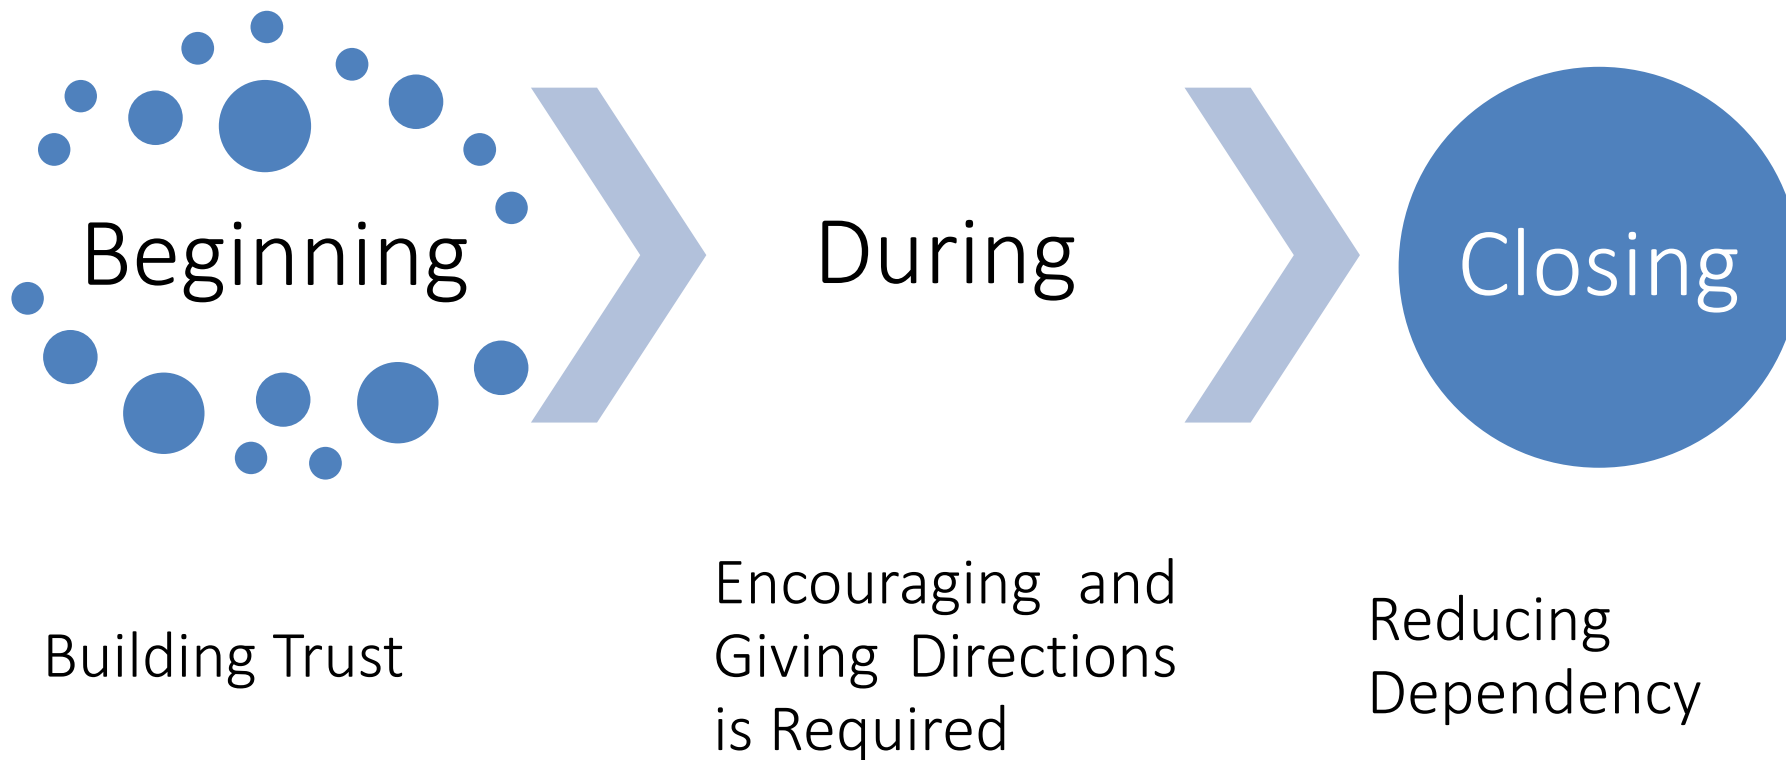 Beginning
During
Closing
Building Trust
Encouraging and
Giving Directions
is Required
Reducing
Dependency